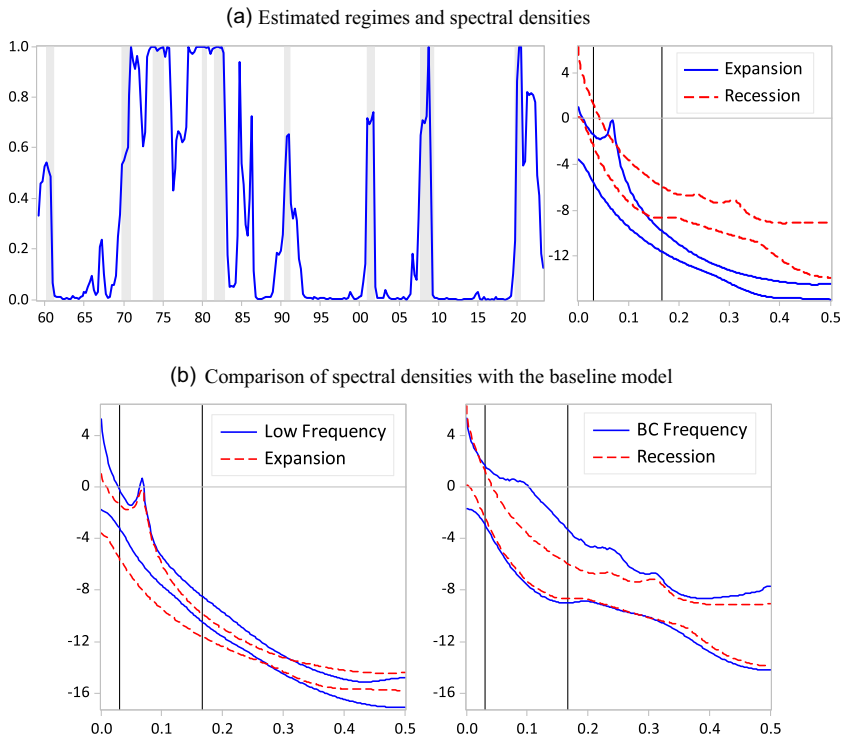 (a) Estimated regimes and spectral densities
1.0
0.8
0.6
0.4
0.2
0.0
59 65 70 75 80 85 90 95 00 05 10 15 20
4
0
-4
-8
-12
Expansion
Recession
0.0 0.1 0.2 0.3 0.4 0.5
(b) Comparison of spectral densities with the baseline model
4
0
-4
-8
-12
-16
Low Frequency
Expansion
0.0 0.1 0.2 0.3 0.4 0.5
4
0
-4
-8
-12
-16
BC Frequency
Recession
0.0 0.1 0.2 0.3 0.4 0.5